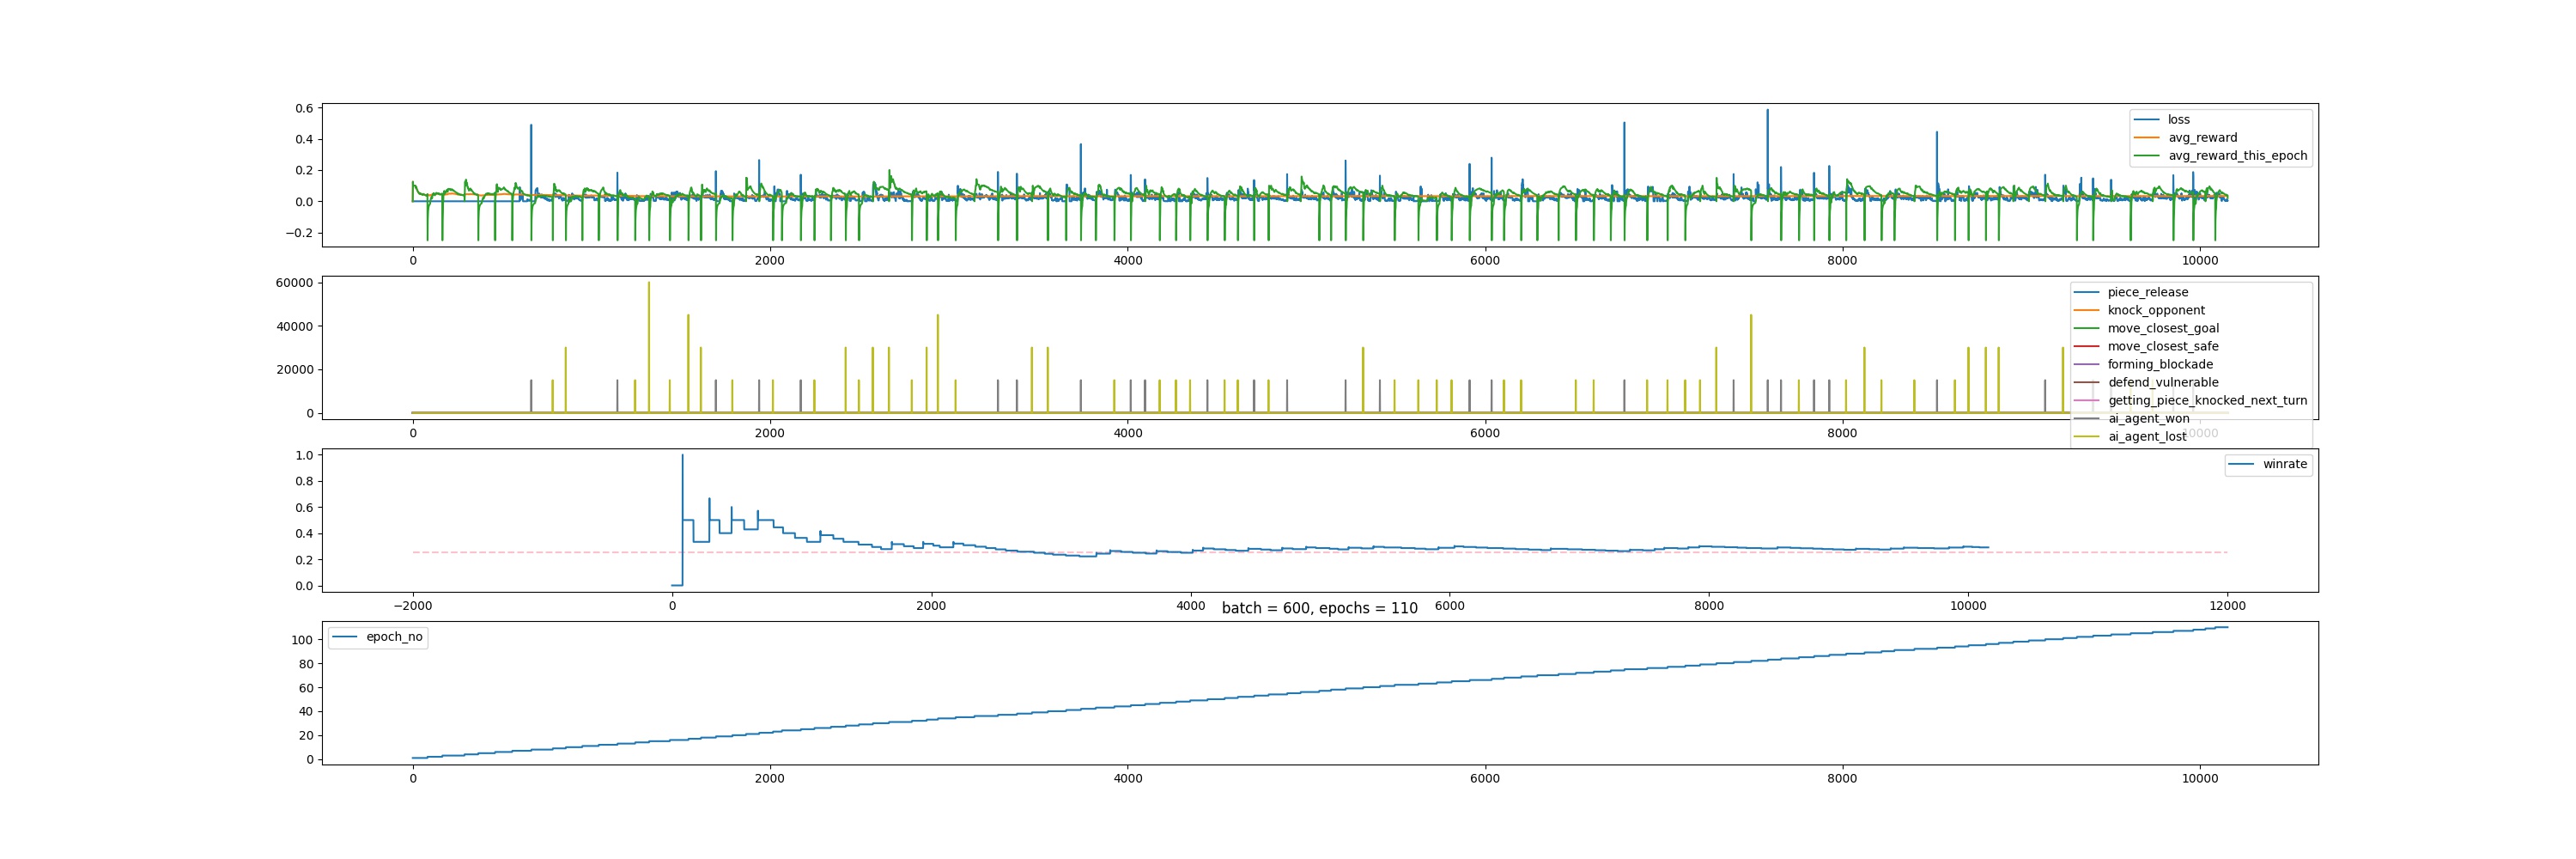 0.6
0.4
0.2
0.0
−0.2
loss
avg_reward
avg_reward_this_epoch
0 2000 4000 6000 8000 10000
60000
40000
20000
0
piece_release
knock_opponent
move_closest_goal
move_closest_safe
forming_blockade
defend_vulnerable
getting_piece_knocked_next_turn
ai_agent_won
ai_agent_lost
0 2000 4000 6000 8000 10000
1.0
0.8
0.6
0.4
0.2
0.0
winrate
−2000 0 2000 4000 6000 8000 10000 12000
batch = 600, epochs = 110
100
80
60
40
20
0
epoch_no
0 2000 4000 6000 8000 10000